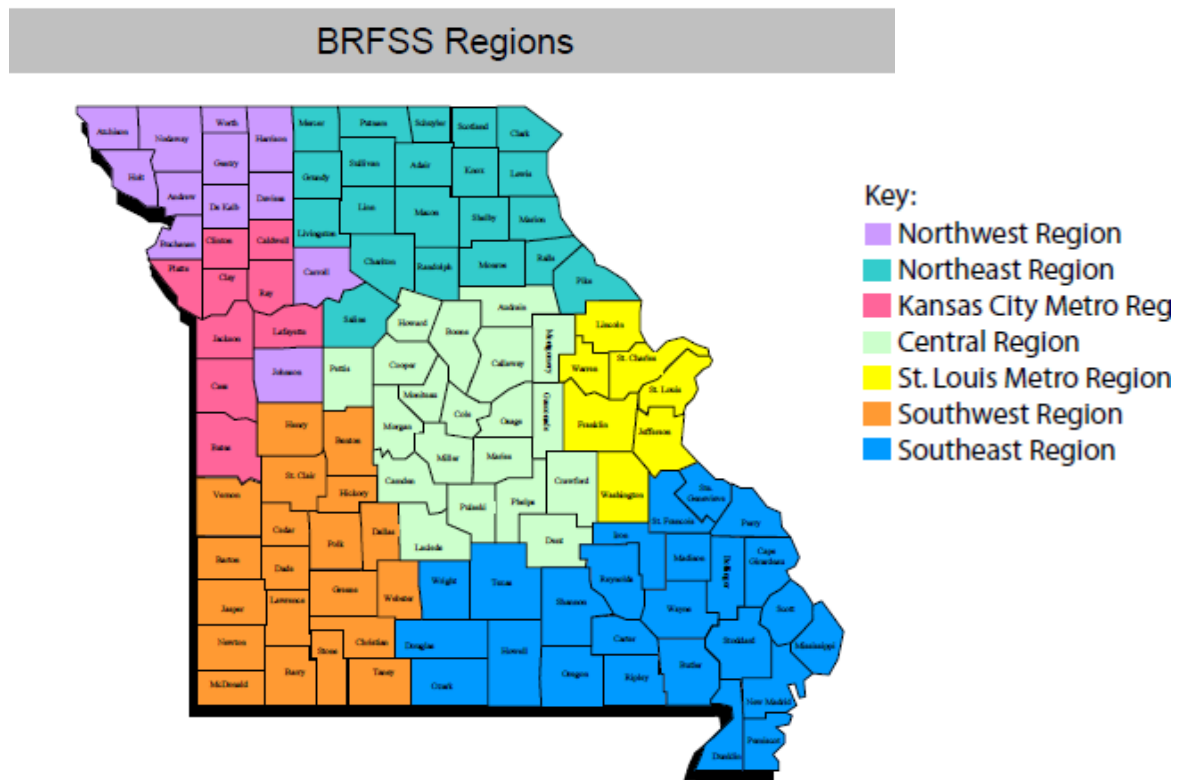 BRFSS Regions
Key:
Northwest Region
Northeast Region
Kansas City Metro Reg
Central Region
St. Louis Metro Region
Southwest Region
Southeast Region
Atchison
Nodaway
Worth
Harrison
Mercer
Putnam
Schuyler
Scotland
Clark
Holt
Gentry
Andrew
De Kalb
Daviess
Grundy
Sullivan
Adair
Knox
Lewis
Buchanan
Clinton
Caldwell
Livingston
Linn
Macon
Shelby
Marion
Platte
Clay
Ray
Carroll
Chariton
Randolph
Monroe
Ralls
Pike
Jackson
Lafayette
Saline
Howard
Boone
Audrain
Montgomery
Lincoln
Cass
Johnson
Pettis
Cooper
Callaway
Warren
St. Charles
St. Louis
Moniteau
Cole
Osage
Gasconade
Franklin
Jefferson
Bates
Henry
Benton
Morgan
Miller
Maries
Vernon
St. Clair
Hickory
Camden
Pulaski
Phelps
Crawford
Washington
Ste.
Genevieve
St. Francois
Perry
Cedar
Polk
Dallas
Laclede
Dent
Iron
Madison
Bollinger
Cape
Girardeau
Barton
Dade
Greene
Webster
Wright
Texas
Shannon
Reynolds
Wayne
Scott
Jasper
Lawrence
Christian
Douglas
Howell
Carter
Stoddard
Mississippi
Newton
Stone
Barry
Taney
Ozark
Oregon
Ripley
Butler
McDonald
New Madrid
Dunklin
Pemiscot